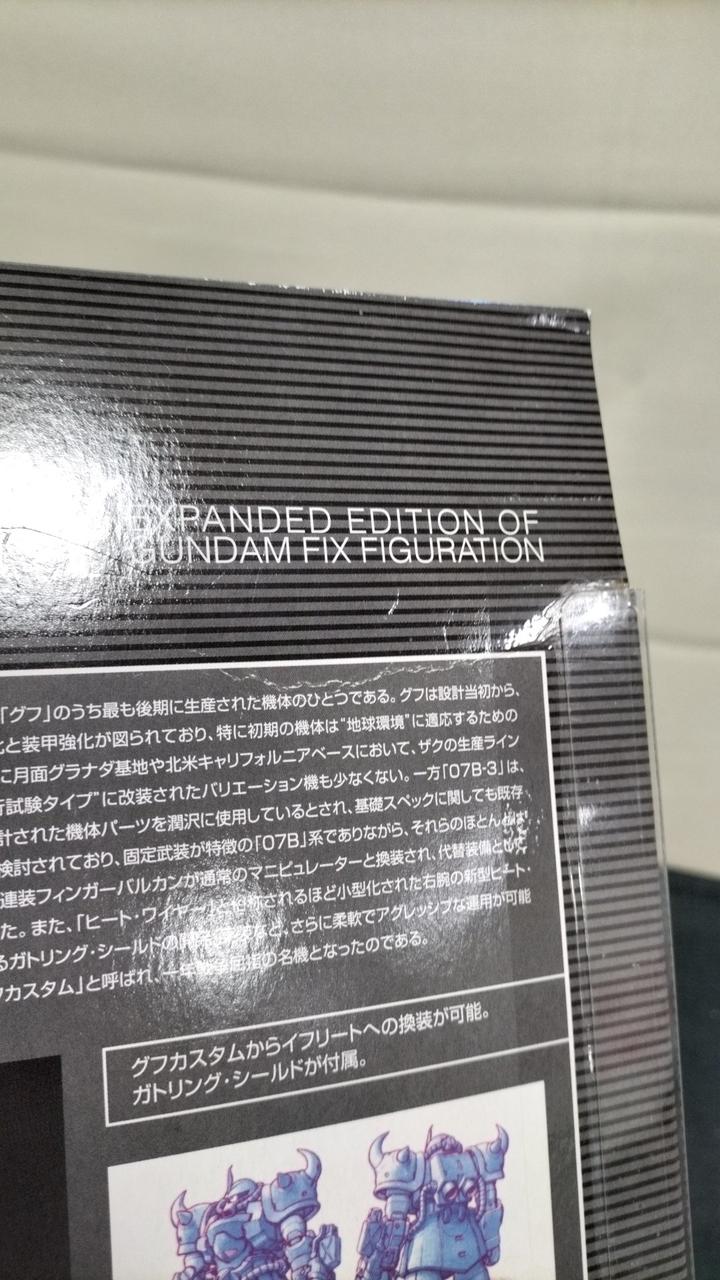 EXPANDED EDITION OF
GUNDAM FIX FIGURATION
「グフ」のうち最も後期に生産された機体のひとつである。グフは設計当初から、
と装甲強化が図られており、特に初期の機体は“地球環境”に適応するための
に月面グラナダ基地や北米キャリフォルニアベースにおいて、ザクの生産ライン
行試験タイプ”に改装されたバリエーション機も少なくない。一方「07B-3」は、
計された機体パーツを潤沢に使用しているとされ、基礎スペックに関しても既存
検討されており、固定武装が特徴の「07B」系でありながら、それらのほとんどは
連装フィンガーバルカンが通常のマニピュレーターと換装され、代替装備として
た。また、「ヒート・ワイヤー」と俗称されるほど小型化された右腕の新型ヒート・
るガトリング・シールドの など、さらに柔軟でアグレッシブな運用が可能
フカスタム」と呼ばれ、一年戦争屈指の名機となったのである。
グフカスタムからイフリートへの換装が可能。
ガトリング・シールドが付属。